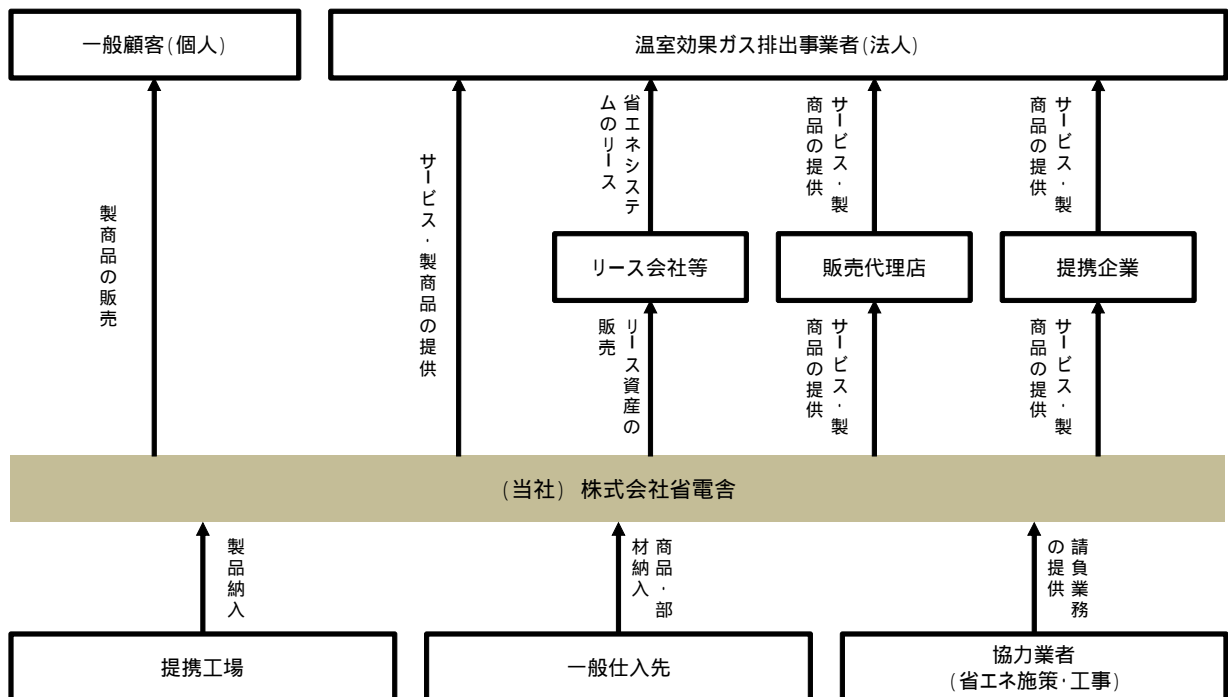 一般顧客(個人)
温室効果ガス排出事業者(法人)
製商品の販売
サービス・製商品の提供
省エネシステ
ムのリース
サービス・製
商品の提供
サービス・製
商品の提供
リース会社等
販売代理店
提携企業
リース資産の
販売
サービス・製
商品の提供
サービス・製
商品の提供
(当社) 株式会社省電舎
製品納入
商品・部
材納入
請負業務
の提供
提携工場
一般仕入先
協力業者
(省エネ施策・工事)